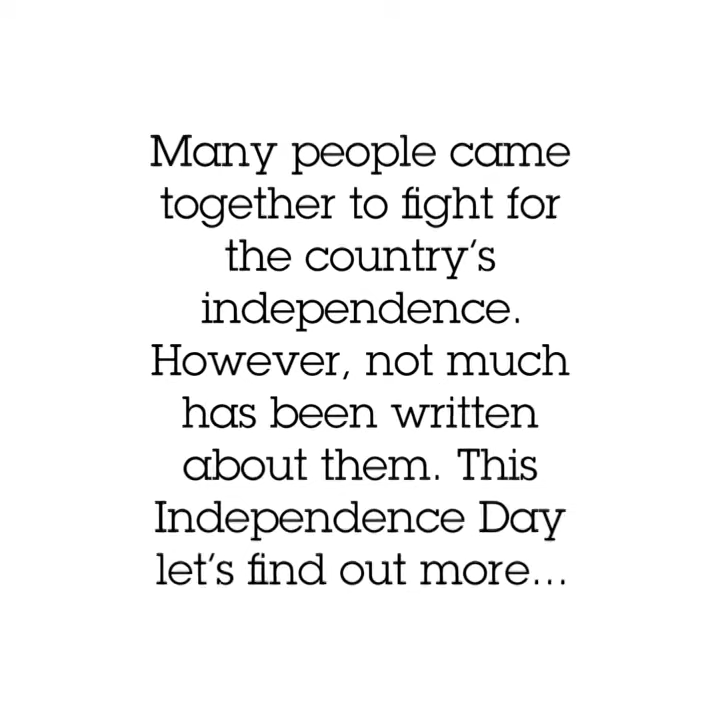 Many people came
together to fight for
the country's
independence.
However, not much
has been written
about them. This
Independence Day
let's find out more...